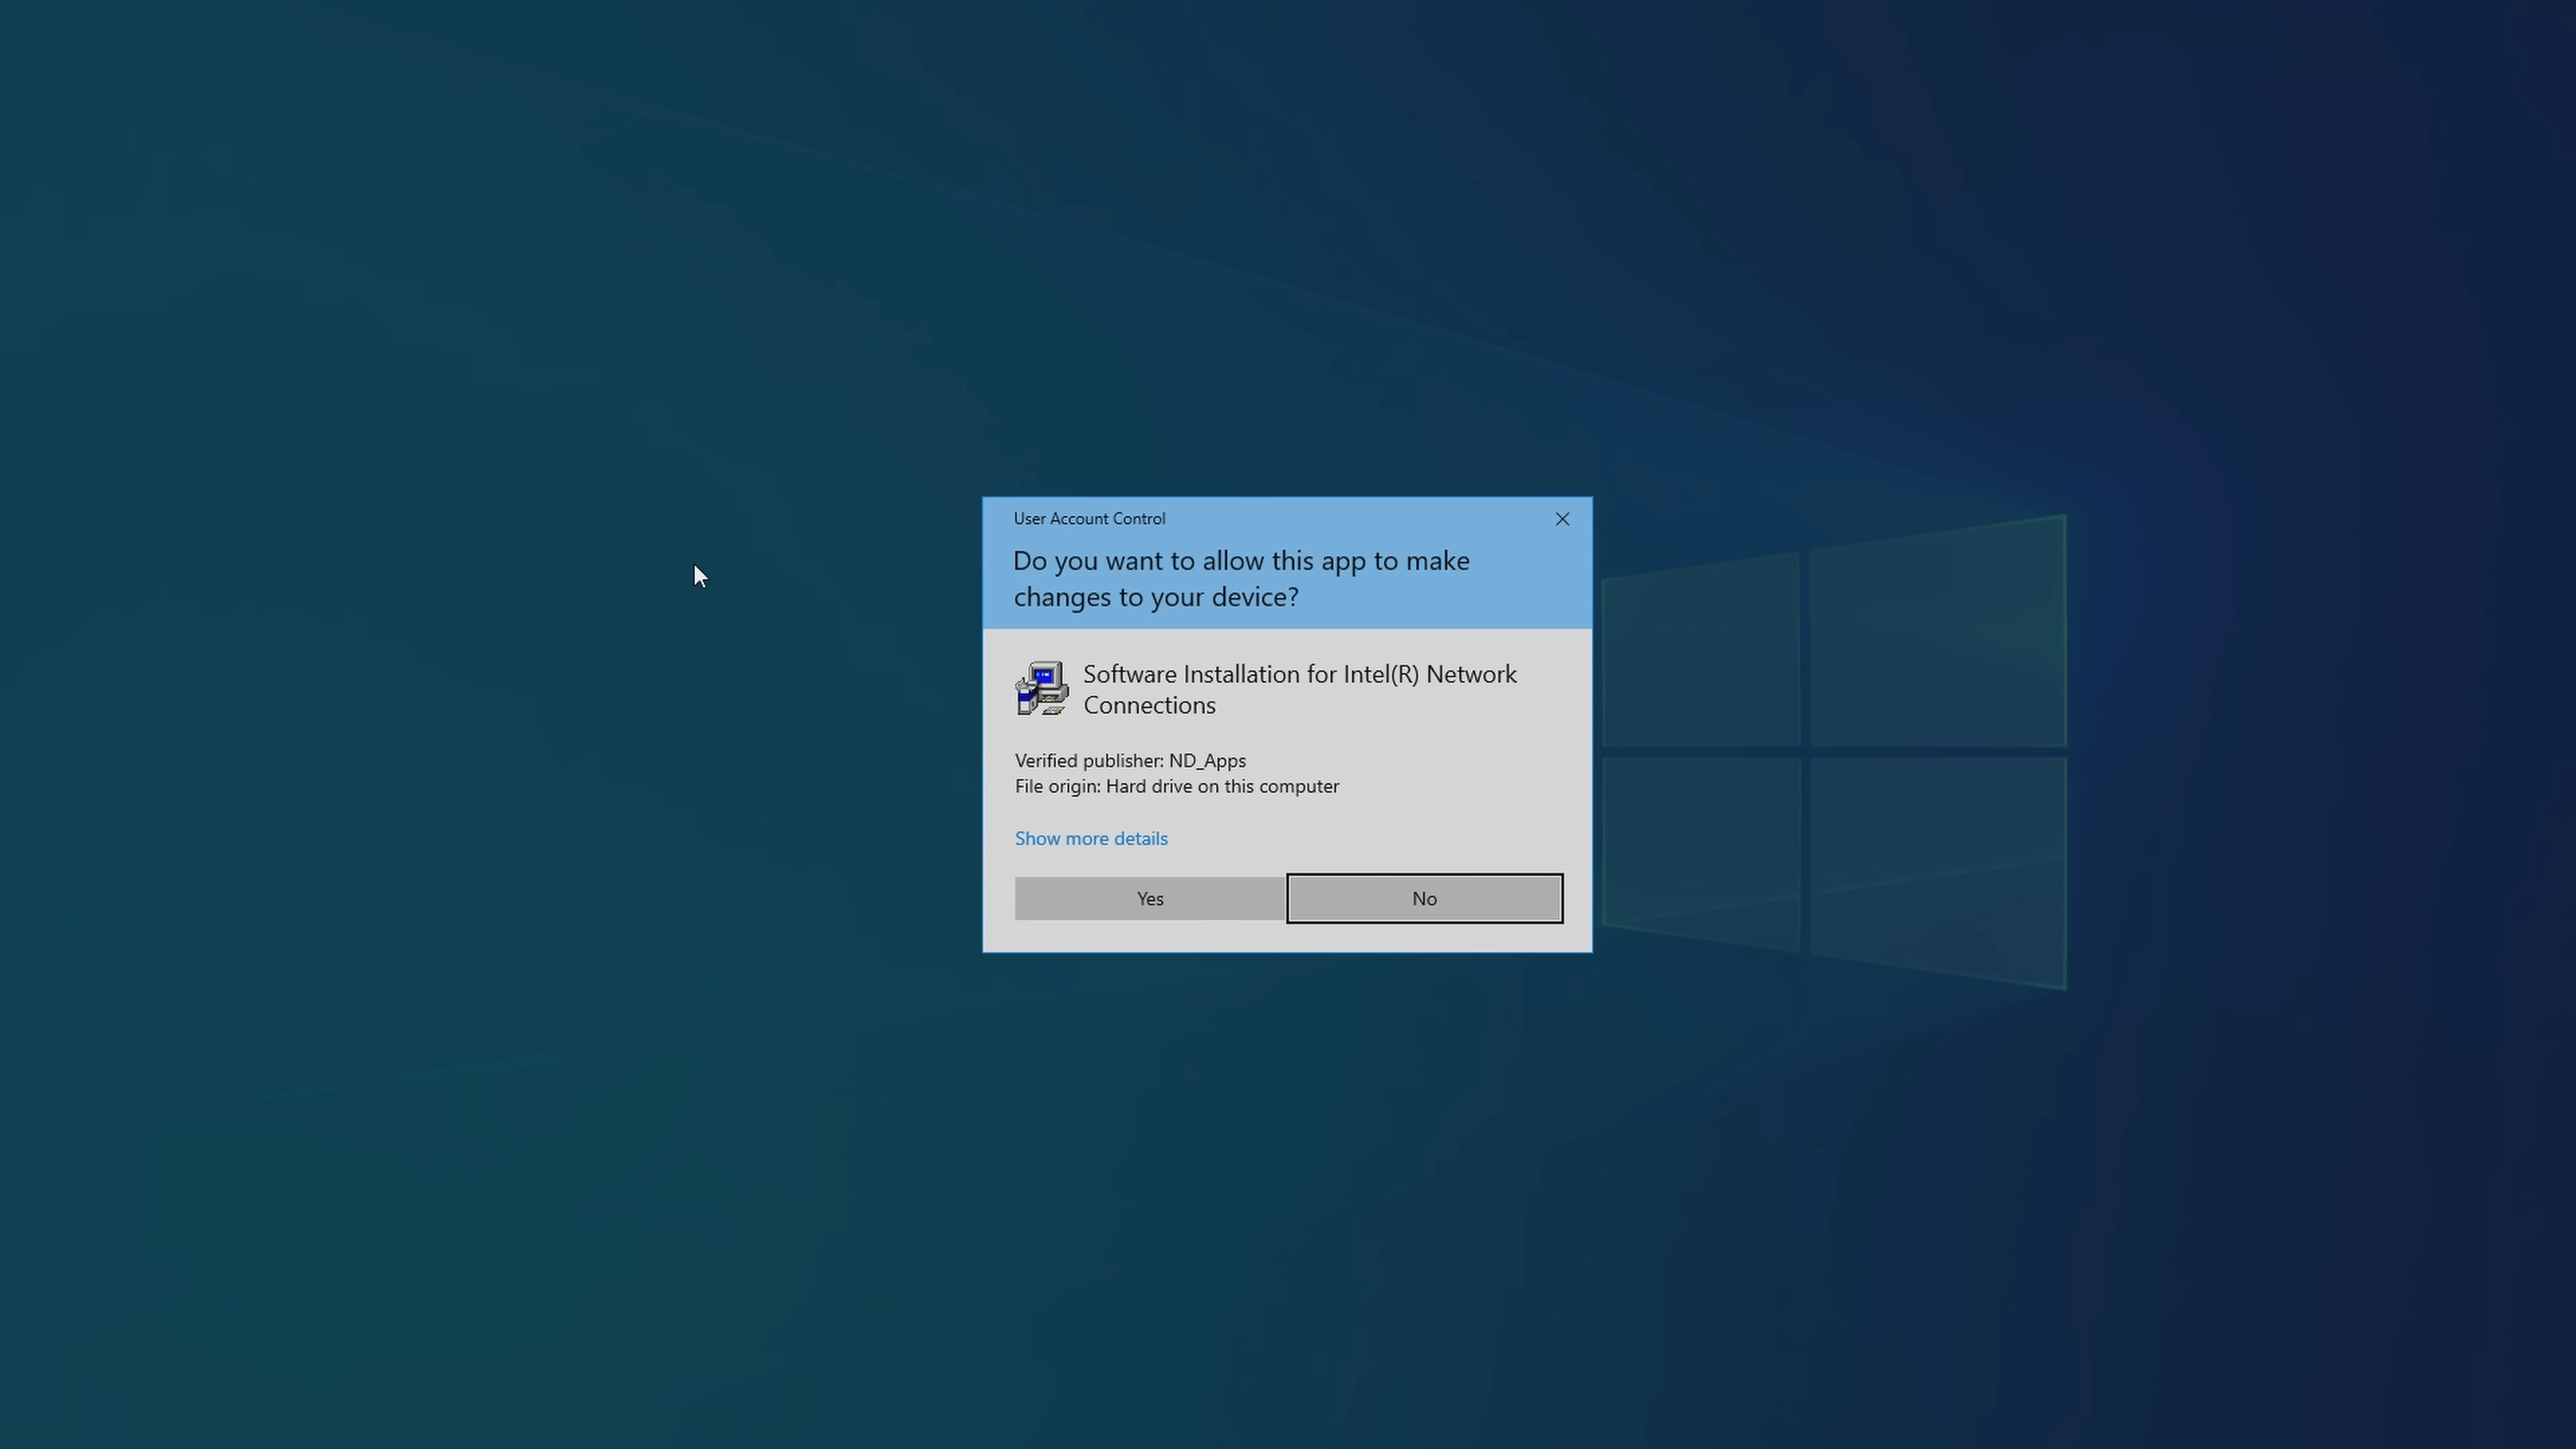 User Account Control
Do you want to allow this app to make
changes to your device?
Software Installation for Intel(R) Network
Connections
Verified publisher: ND_Apps
File origin: Hard drive on this computer
Show more details
Yes
No